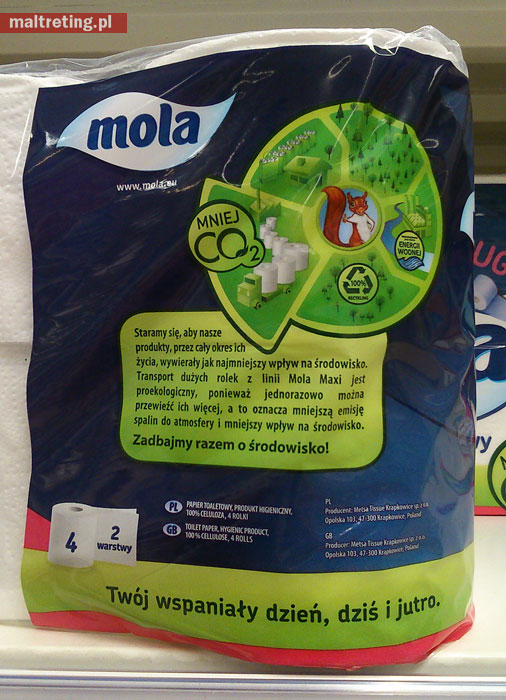 maltreting.pl
mola
www.mola.eu
MNIEJ
CO2
ENERGII
WODNEJ
100%
RECYKLING
Staramy się, aby nasze
produkty, przez cały okres ich
życia, wywierały jak najmniejszy wpływ na środowisko.
Transport dużych rolek z linii Mola Maxi jest
proekologiczny, ponieważ jednorazowo można
przewieźć ich więcej, a to oznacza mniejszą emisję
spalin do atmosfery i mniejszy wpływ na środowisko.
Zadbajmy razem o środowisko!
PL PAPIER TOALETOWY, PRODUKT HIGIENICZNY,
100% CELULOZA, 4 ROLKI
GB TOILET PAPER, HYGIENIC PRODUCT,
100% CELLULOSE, 4 ROLLS
PL
Producent: Metsa Tissue Krapkowice sp. z o.o.
Opolska 103, 47-300 Krapkowice, Poland
GB
Producer: Metsa Tissue Krapkowice sp. z o.o.
Opolska 103, 47-300 Krapkowice, Poland
4
2
warstwy
Twój wspaniały dzień, dziś i jutro.